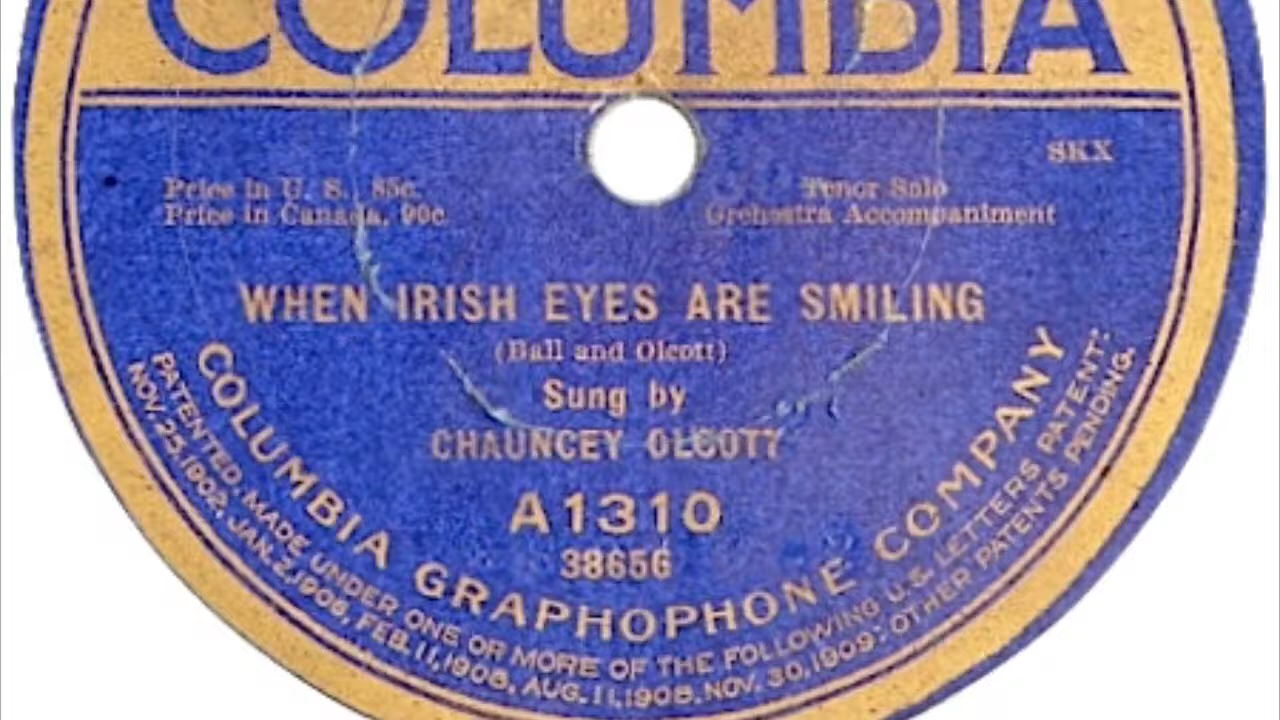 COLUMBIA
SKX
Price in U. S., 85c.
Price in Canada, 90c
Tenor Solo
Orchestra Accompaniment
WHEN IRISH EYES ARE SMILING
(Ball and Olcott)
Sung by
CHAUNCEY OLCOTT
A1310
38656
COLUMBIA GRAPHOPHONE COMPANY
PATENTED. MADE UNDER ONE OR MORE OF THE FOLLOWING U.S. LETTERS PATENT:
NOV. 25, 1902, JAN. 2, 1906, FEB. 11, 1908, AUG. 11, 1908. NOV. 30, 1909: OTHER PATENTS PENDING.